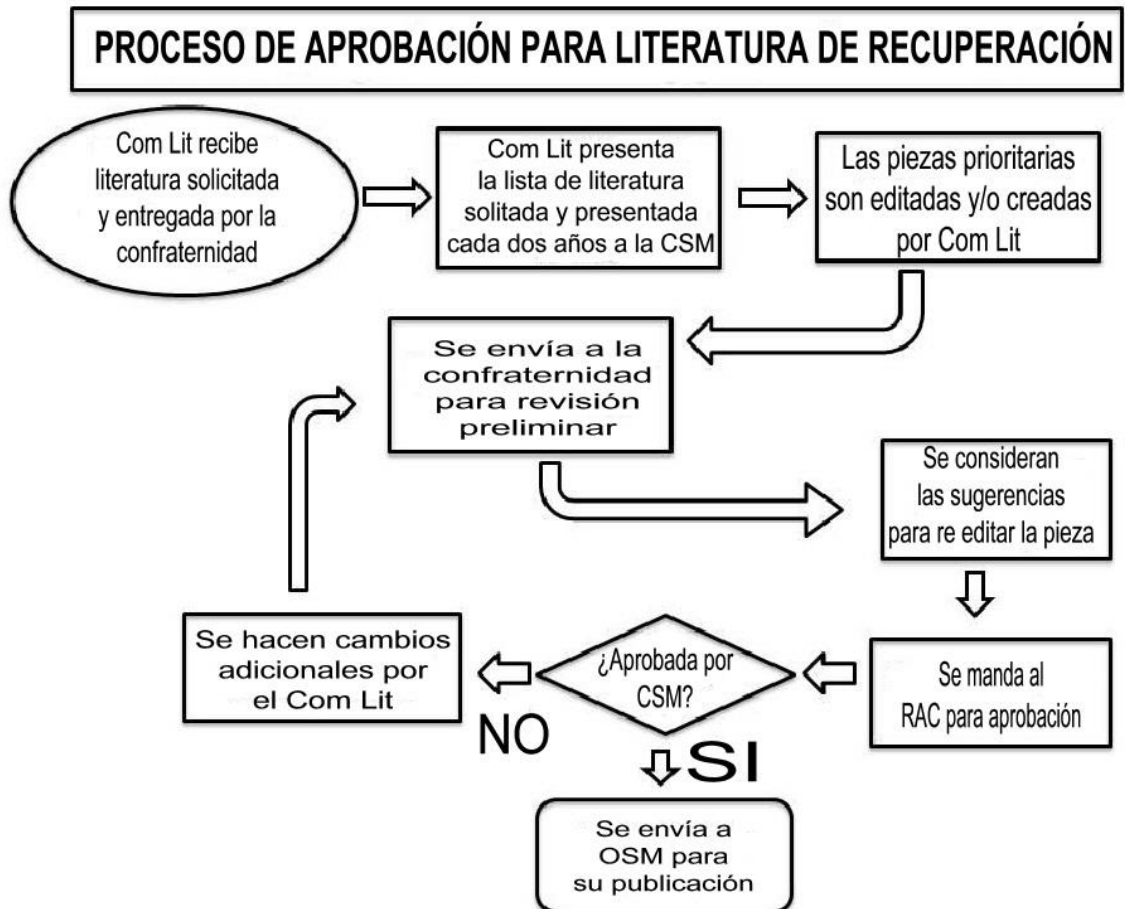 PROCESO DE APROBACIÓN PARA LITERATURA DE RECUPERACIÓN
Com Lit recibe
literatura solicitada
y entregada por la
confraternidad
Com Lit presenta
la lista de literatura
solitada y presentada
cada dos años a la CSM
Las piezas prioritarias
son editadas y/o creadas
por Com Lit
Se envía a la
confraternidad
para revisión
preliminar
Se consideran
las sugerencias
para re editar la pieza
Se manda al
RAC para aprobación
¿Aprobada por
CSM?
NO
Se hacen cambios
adicionales por
el Com Lit
SI
Se envía a
OSM para
su publicación